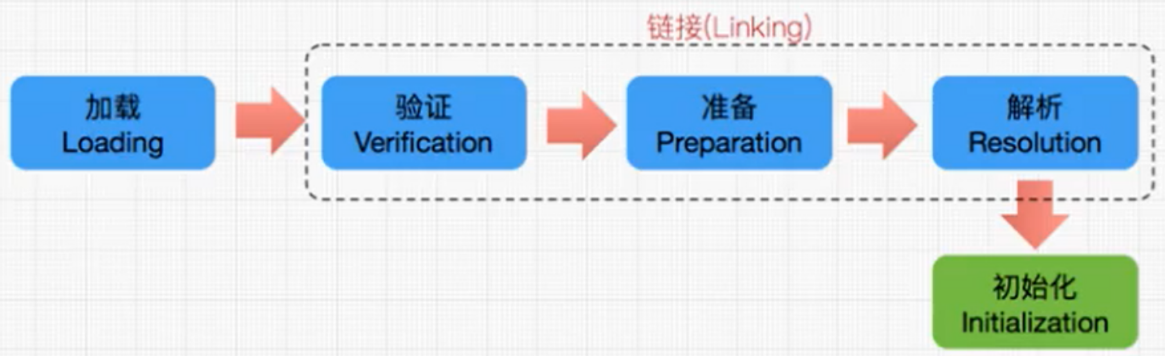 链接(Linking)
加载
Loading
验证
Verification
准备
Preparation
解析
Resolution
初始化
Initialization